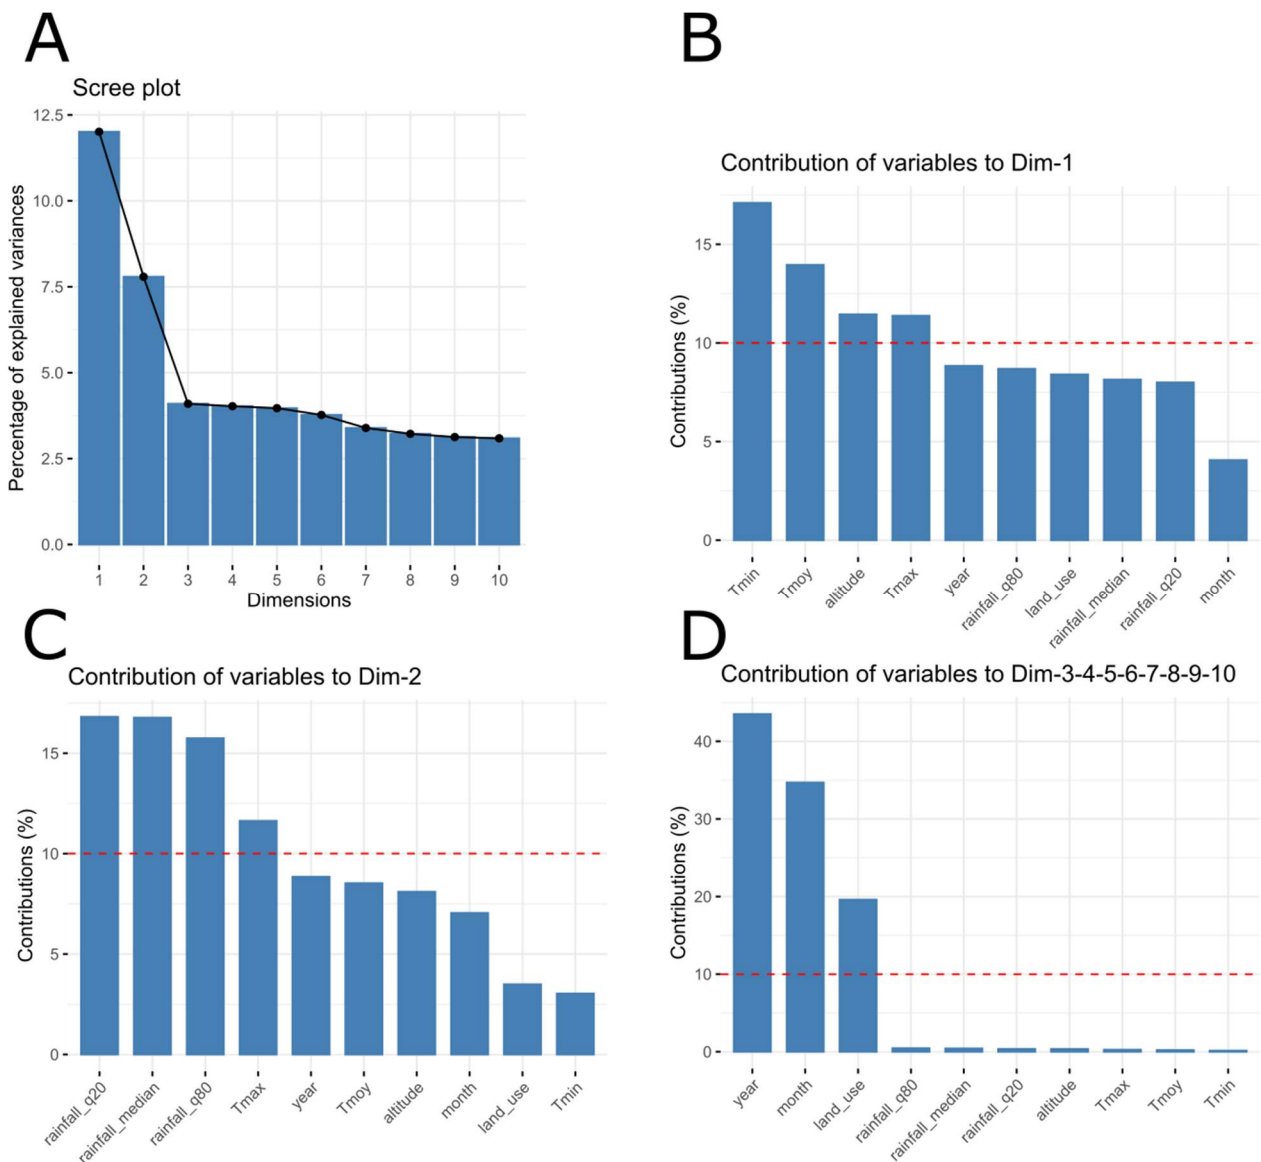 A
Scree plot
Percentage of explained variances
12.5
10.0
7.5
5.0
2.5
0.0
1 2 3 4 5 6 7 8 9 10
Dimensions
B
Contribution of variables to Dim-1
Contributions (%)
15
10
5
0
Tmin
Tmoy
altitude
Tmax
year
rainfall_q80
land_use
rainfall_median
rainfall_q20
month
C
Contribution of variables to Dim-2
Contributions (%)
15
10
5
0
rainfall_q20
rainfall_median
rainfall_q80
Tmax
year
Tmoy
altitude
month
land_use
Tmin
D
Contribution of variables to Dim-3-4-5-6-7-8-9-10
Contributions (%)
40
30
20
10
0
year
month
land_use
rainfall_q80
rainfall_median
rainfall_q20
altitude
Tmax
Tmoy
Tmin